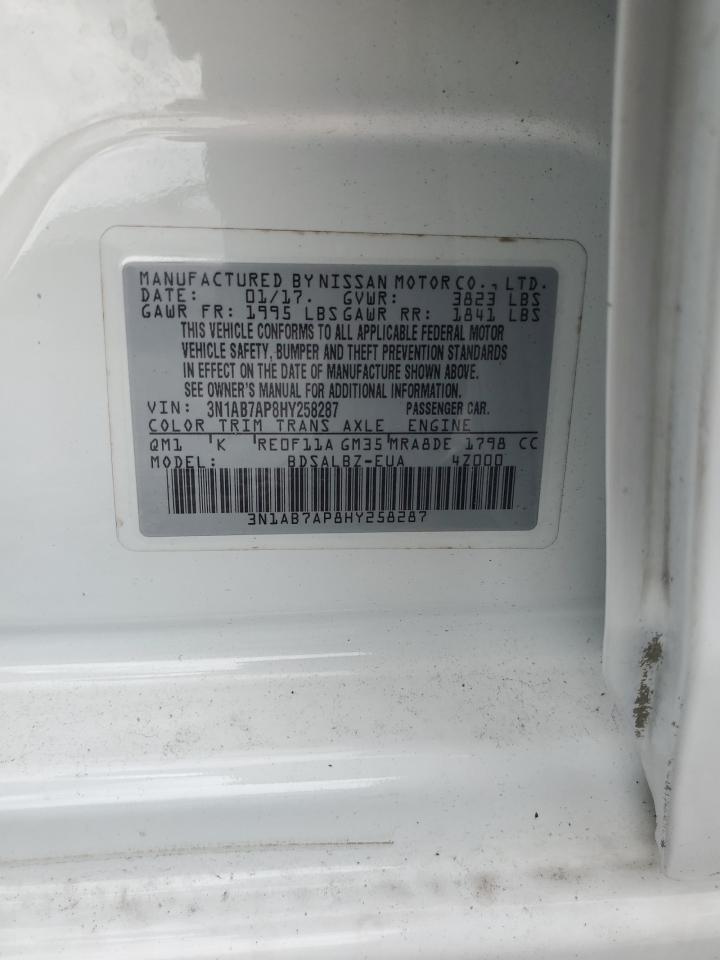 MANUFACTURED BY NISSAN MOTOR CO., LTD.
DATE: 01/17. GVWR: 3823 LBS
GAWR FR: 1995 LBS GAWR RR: 1841 LBS
THIS VEHICLE CONFORMS TO ALL APPLICABLE FEDERAL MOTOR
VEHICLE SAFETY, BUMPER AND THEFT PREVENTION STANDARDS
IN EFFECT ON THE DATE OF MANUFACTURE SHOWN ABOVE.
SEE OWNER'S MANUAL FOR ADDITIONAL INFORMATION.
VIN: 3N1AB7AP8HY258287 PASSENGER CAR.
COLOR TRIM TRANS AXLE ENGINE
QM1 K RE0F11A GM35 MRA8DE 1798 CC
MODEL: BDSALBZ-EUA 4Z000
3N1AB7AP8HY258287